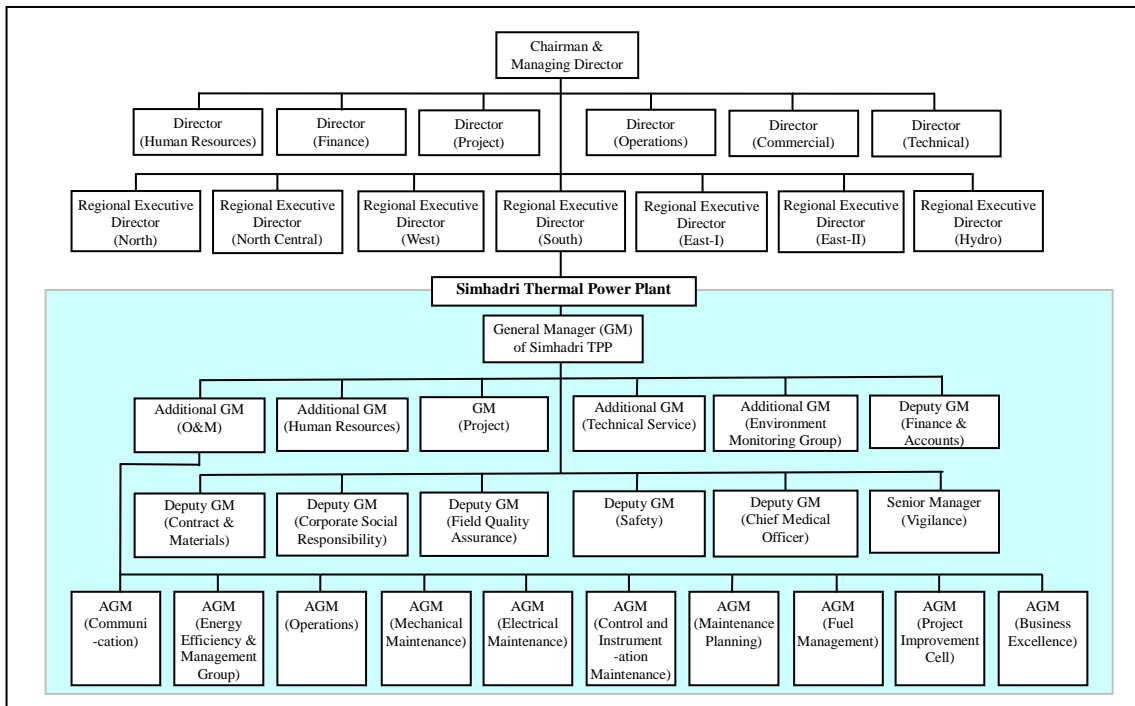 Chairman &
Managing Director
Director
(Human Resources)
Director
(Finance)
Director
(Project)
Director
(Operations)
Director
(Commercial)
Director
(Technical)
Regional Executive
Director
(North)
Regional Executive
Director
(North Central)
Regional Executive
Director
(West)
Regional Executive
Director
(South)
Regional Executive
Director
(East-I)
Regional Executive
Director
(East-II)
Regional Executive
Director
(Hydro)
Simhadri Thermal Power Plant
General Manager (GM)
of Simhadri TPP
Additional GM
(O&M)
Additional GM
(Human Resources)
GM
(Project)
Additional GM
(Technical Service)
Additional GM
(Environment
Monitoring Group)
Deputy GM
(Finance &
Accounts)
Deputy GM
(Contract &
Materials)
Deputy GM
(Corporate Social
Responsibility)
Deputy GM
(Field Quality
Assurance)
Deputy GM
(Safety)
Deputy GM
(Chief Medical
Officer)
Senior Manager
(Vigilance)
AGM
(Communi
-cation)
AGM
(Energy
Efficiency &
Management
Group)
AGM
(Operations)
AGM
(Mechanical
Maintenance)
AGM
(Electrical
Maintenance)
AGM
(Control and
Instrument
-ation
Maintenance)
AGM
(Maintenance
Planning)
AGM
(Fuel
Management)
AGM
(Project
Improvement
Cell)
AGM
(Business
Excellence)